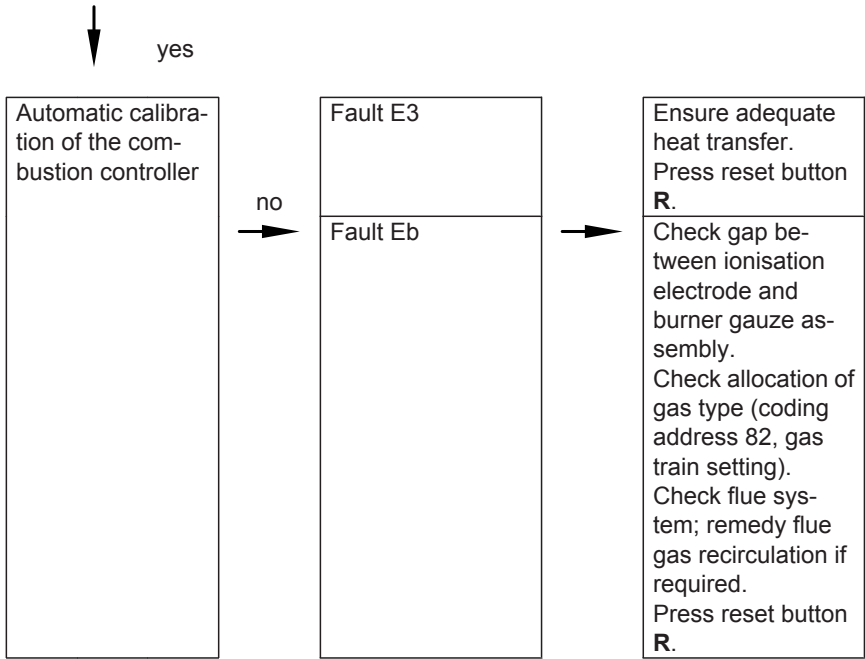 yes
Automatic calibra-
tion of the com-
bustion controller
no
Fault E3
Ensure adequate
heat transfer.
Press reset button
R.
Fault Eb
Check gap be-
tween ionisation
electrode and
burner gauze as-
sembly.
Check allocation of
gas type (coding
address 82, gas
train setting).
Check flue sys-
tem; remedy flue
gas recirculation if
required.
Press reset button
R.